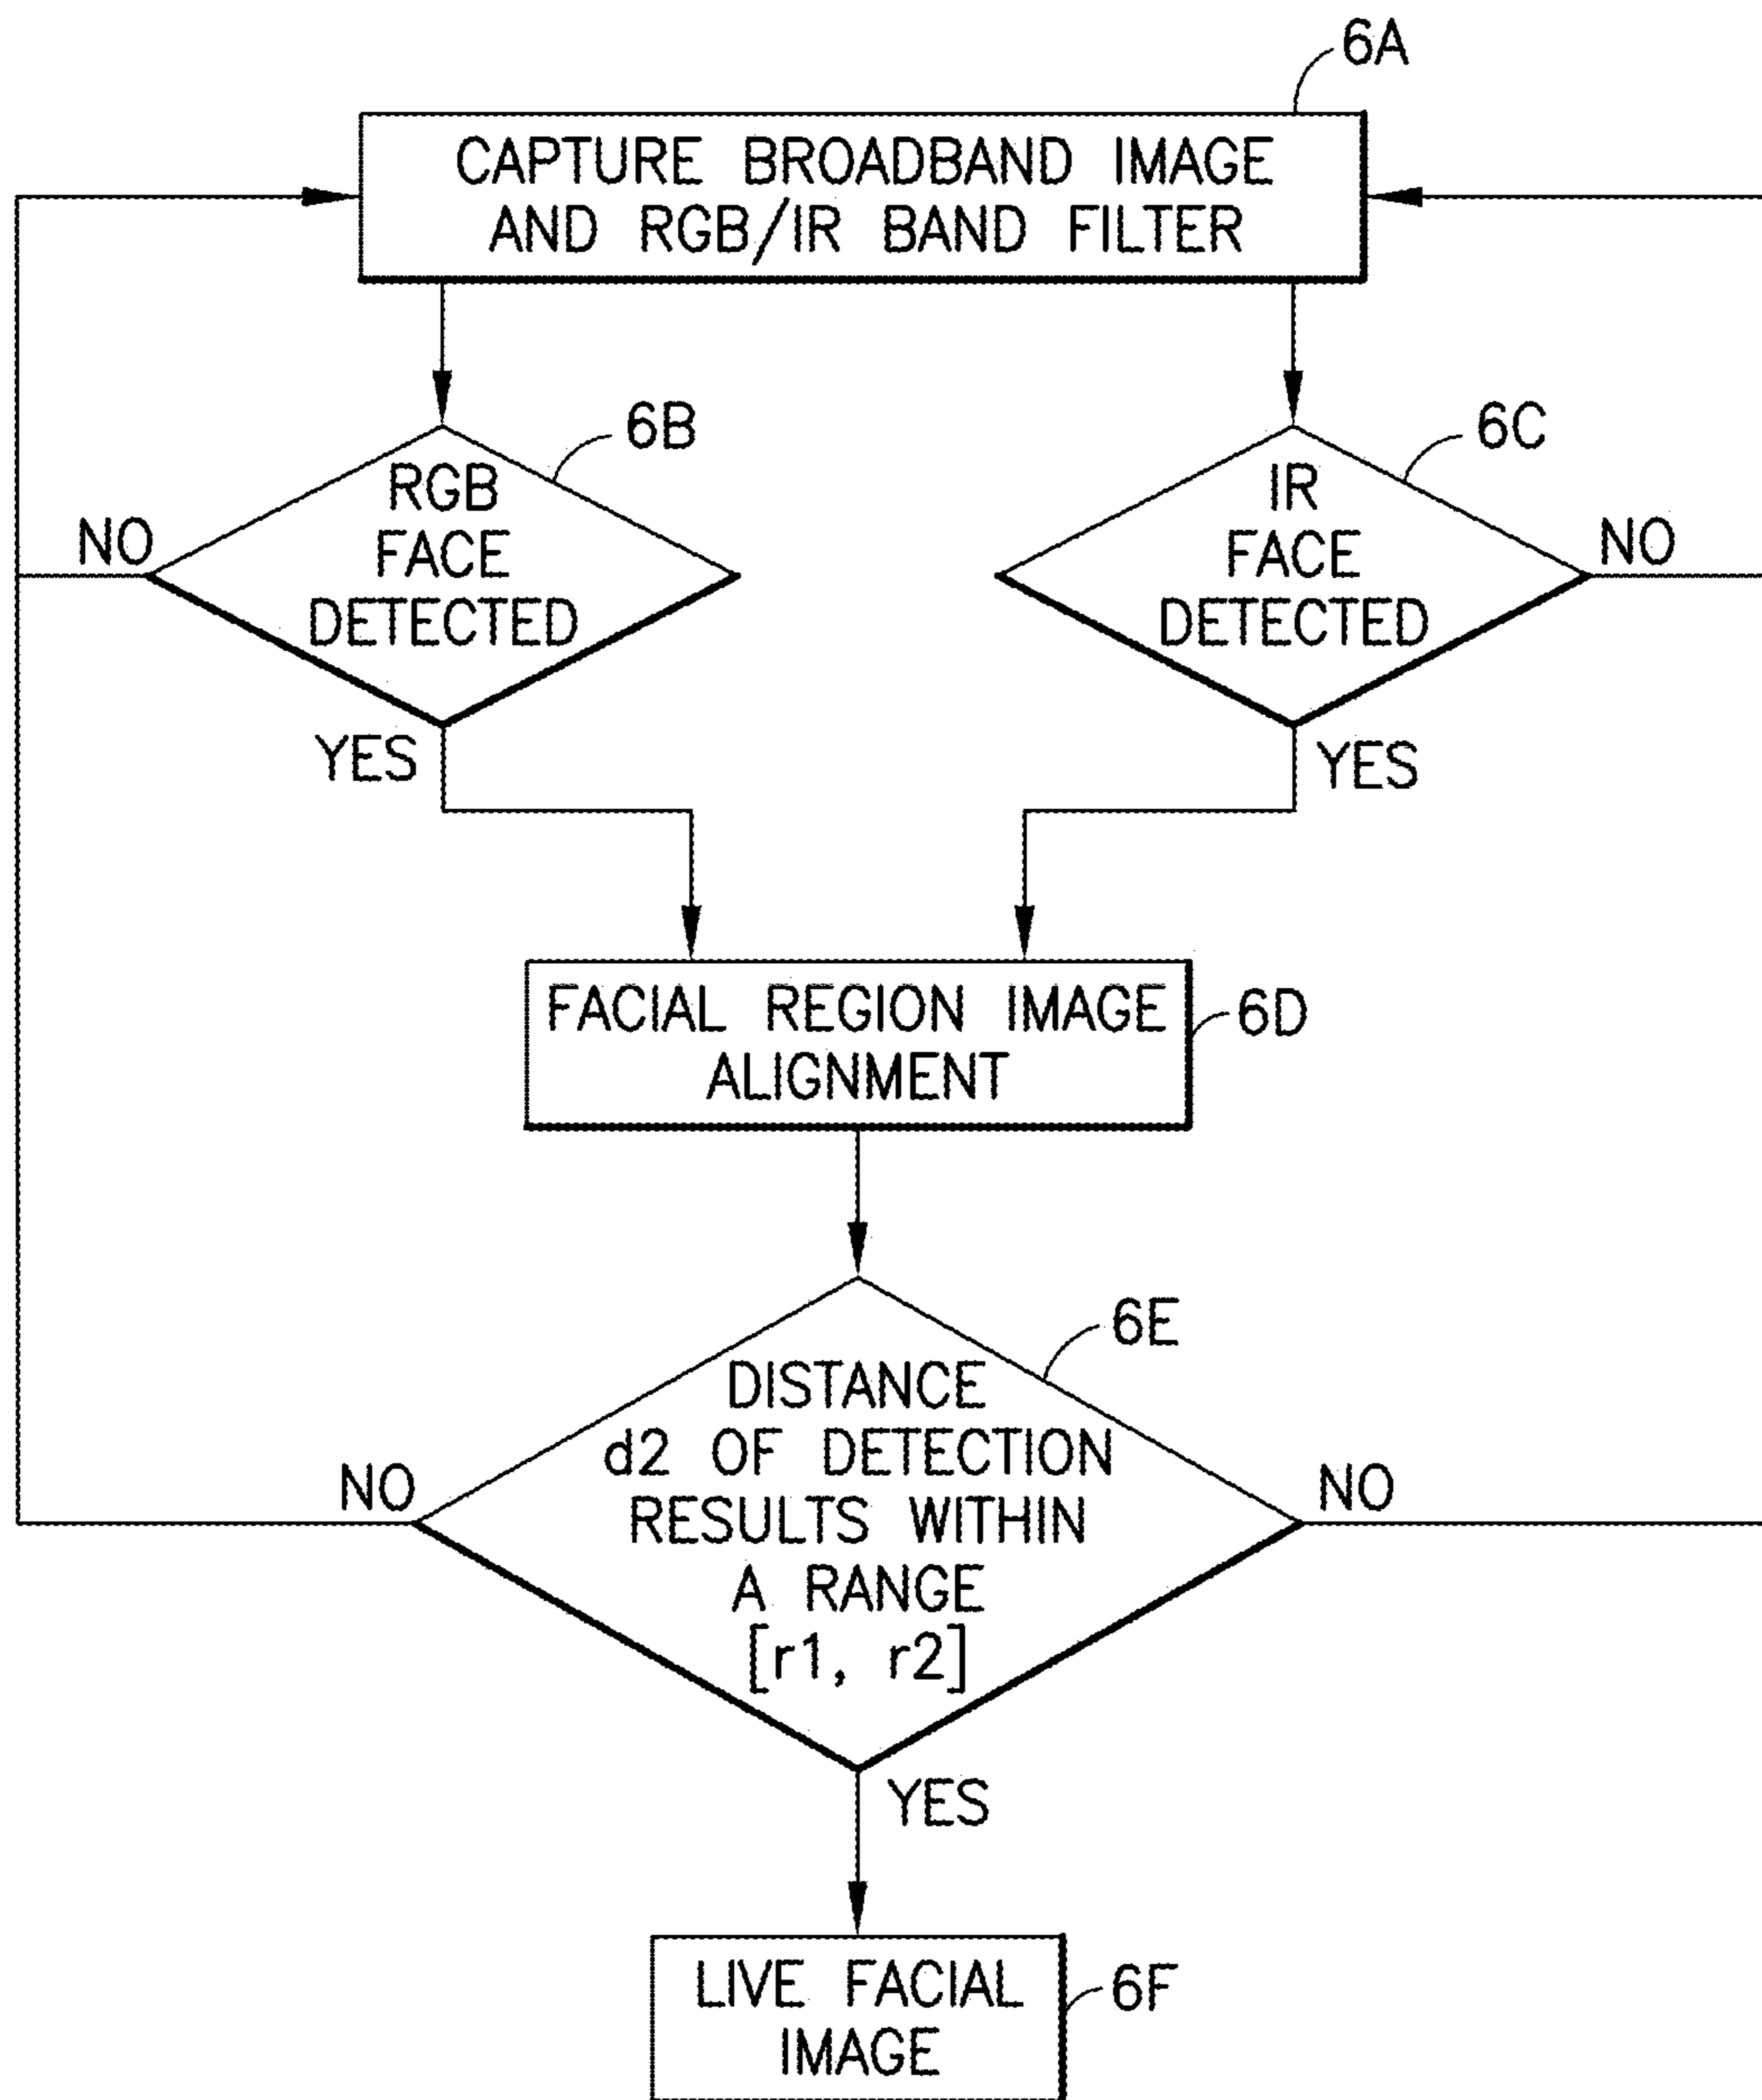 6A
CAPTURE BROADBAND IMAGE
AND RGB/IR BAND FILTER
6B
RGB
FACE
DETECTED
NO
YES
6C
IR
FACE
DETECTED
NO
YES
FACIAL REGION IMAGE
ALIGNMENT
6D
6E
DISTANCE
d2 OF DETECTION
RESULTS WITHIN
A RANGE
[r1, r2]
NO
NO
YES
LIVE FACIAL
IMAGE
6F